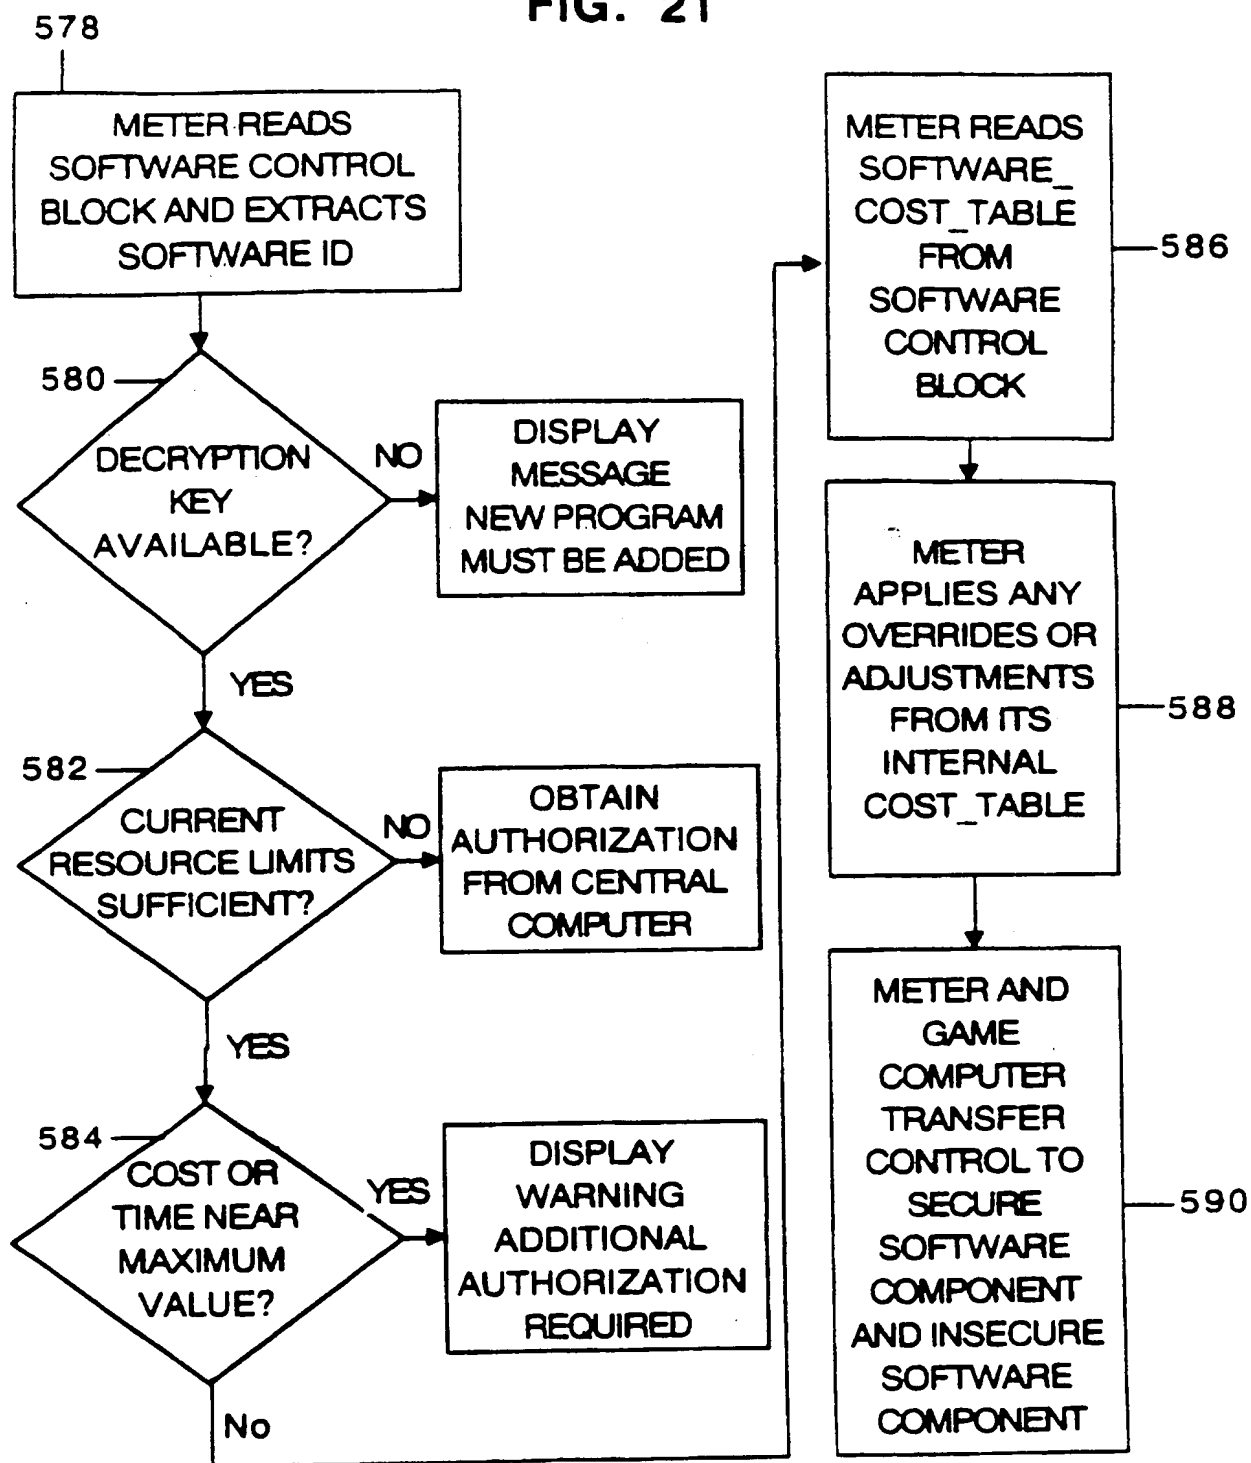 FIG. 21
578
METER READS
SOFTWARE CONTROL
BLOCK AND EXTRACTS
SOFTWARE ID
580
DECRYPTION
KEY
AVAILABLE?
NO
DISPLAY
MESSAGE
NEW PROGRAM
MUST BE ADDED
YES
582
CURRENT
RESOURCE LIMITS
SUFFICIENT?
NO
OBTAIN
AUTHORIZATION
FROM CENTRAL
COMPUTER
YES
584
COST OR
TIME NEAR
MAXIMUM
VALUE?
YES
DISPLAY
WARNING
ADDITIONAL
AUTHORIZATION
REQUIRED
No
METER READS
SOFTWARE_
COST_TABLE
FROM
SOFTWARE
CONTROL
BLOCK
586
METER
APPLIES ANY
OVERRIDES OR
ADJUSTMENTS
FROM ITS
INTERNAL
COST_TABLE
588
METER AND
GAME
COMPUTER
TRANSFER
CONTROL TO
SECURE
SOFTWARE
COMPONENT
AND INSECURE
SOFTWARE
COMPONENT
590